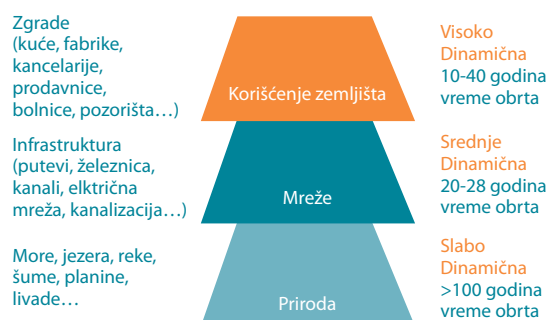 Zgrade
(kuće, fabrike,
kancelarije,
prodavnice,
bolnice, pozorišta…)
Korišćenje zemljišta
Visoko
Dinamična
10-40 godina
vreme obrta
Infrastruktura
(putevi, železnica,
kanali, elktrična
mreža, kanalizacija…)
Mreže
Srednje
Dinamična
20-28 godina
vreme obrta
More, jezera, reke,
šume, planine,
livade…
Priroda
Slabo
Dinamična
>100 godina
vreme obrta